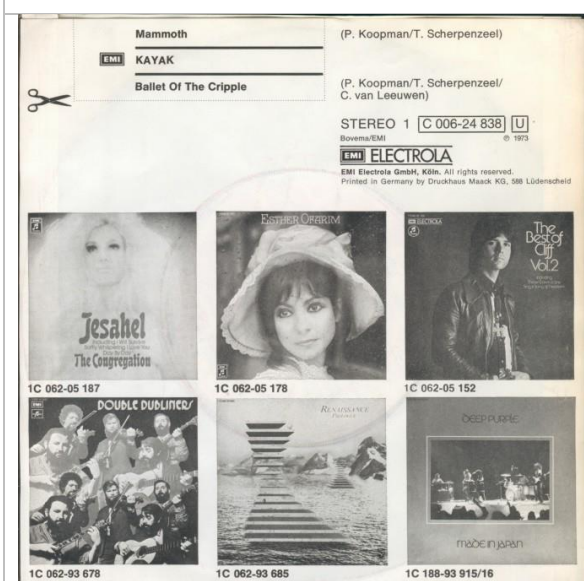 Mammoth (P. Koopman/T. Scherpenzeel)
EMI KAYAK
Ballet Of The Cripple (P. Koopman/T. Scherpenzeel/
C. van Leeuwen)
STEREO 1 C 006-24 838 U
Bovema/EMI ℗ 1973
EMI ELECTROLA
EMI Electrola GmbH, Köln. All rights reserved.
Printed in Germany by Druckhaus Maack KG, 588 Lüdenscheid
Jesahel
The Congregation
1C 062-05 187
ESTHER OFARIM
1C 062-05 178
EMI ELECTROLA
The
Best of
Cliff
Vol.2
1C 062-05 152
EMI
DOUBLE DUBLINERS
1C 062-93 678
RENAISSANCE
PROLOGUE
1C 062-93 685
DEEP PURPLE
MADE IN JAPAN
1C 188-93 915/16